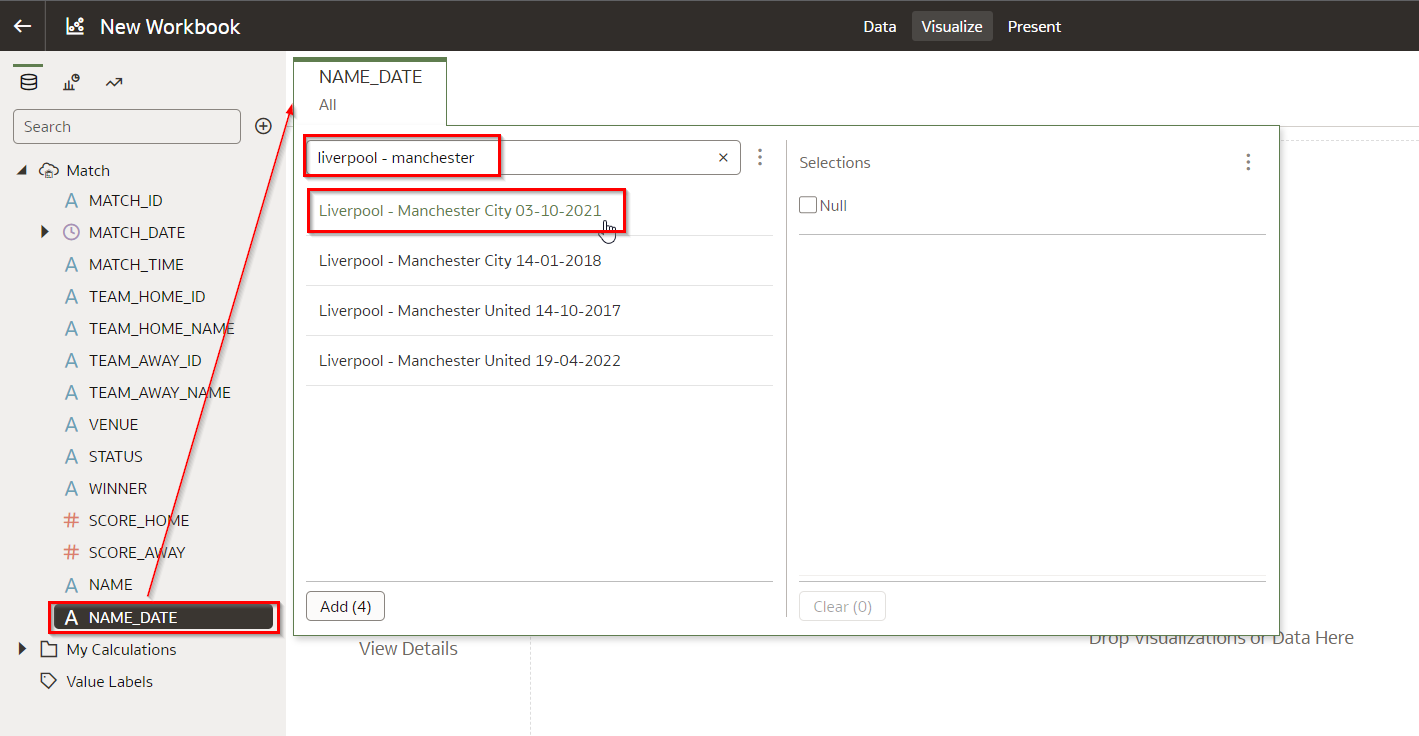 New Workbook
Data Visualize Present
Search
Match
A MATCH_ID
MATCH_DATE
A MATCH_TIME
A TEAM_HOME_ID
A TEAM_HOME_NAME
A TEAM_AWAY_ID
A TEAM_AWAY_NAME
A VENUE
A STATUS
A WINNER
# SCORE_HOME
# SCORE_AWAY
A NAME
A NAME_DATE
My Calculations
Value Labels
NAME_DATE
All
liverpool - manchester
Liverpool - Manchester City 03-10-2021
Liverpool - Manchester City 14-01-2018
Liverpool - Manchester United 14-10-2017
Liverpool - Manchester United 19-04-2022
Add (4)
Selections
Null
Clear (0)
View Details
Drop Visualizations or Data Here